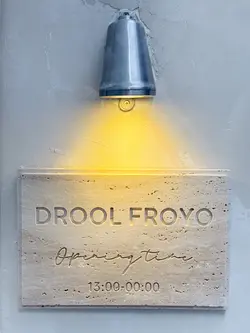 DROOL FROYO
Opening time
13:00-00:00